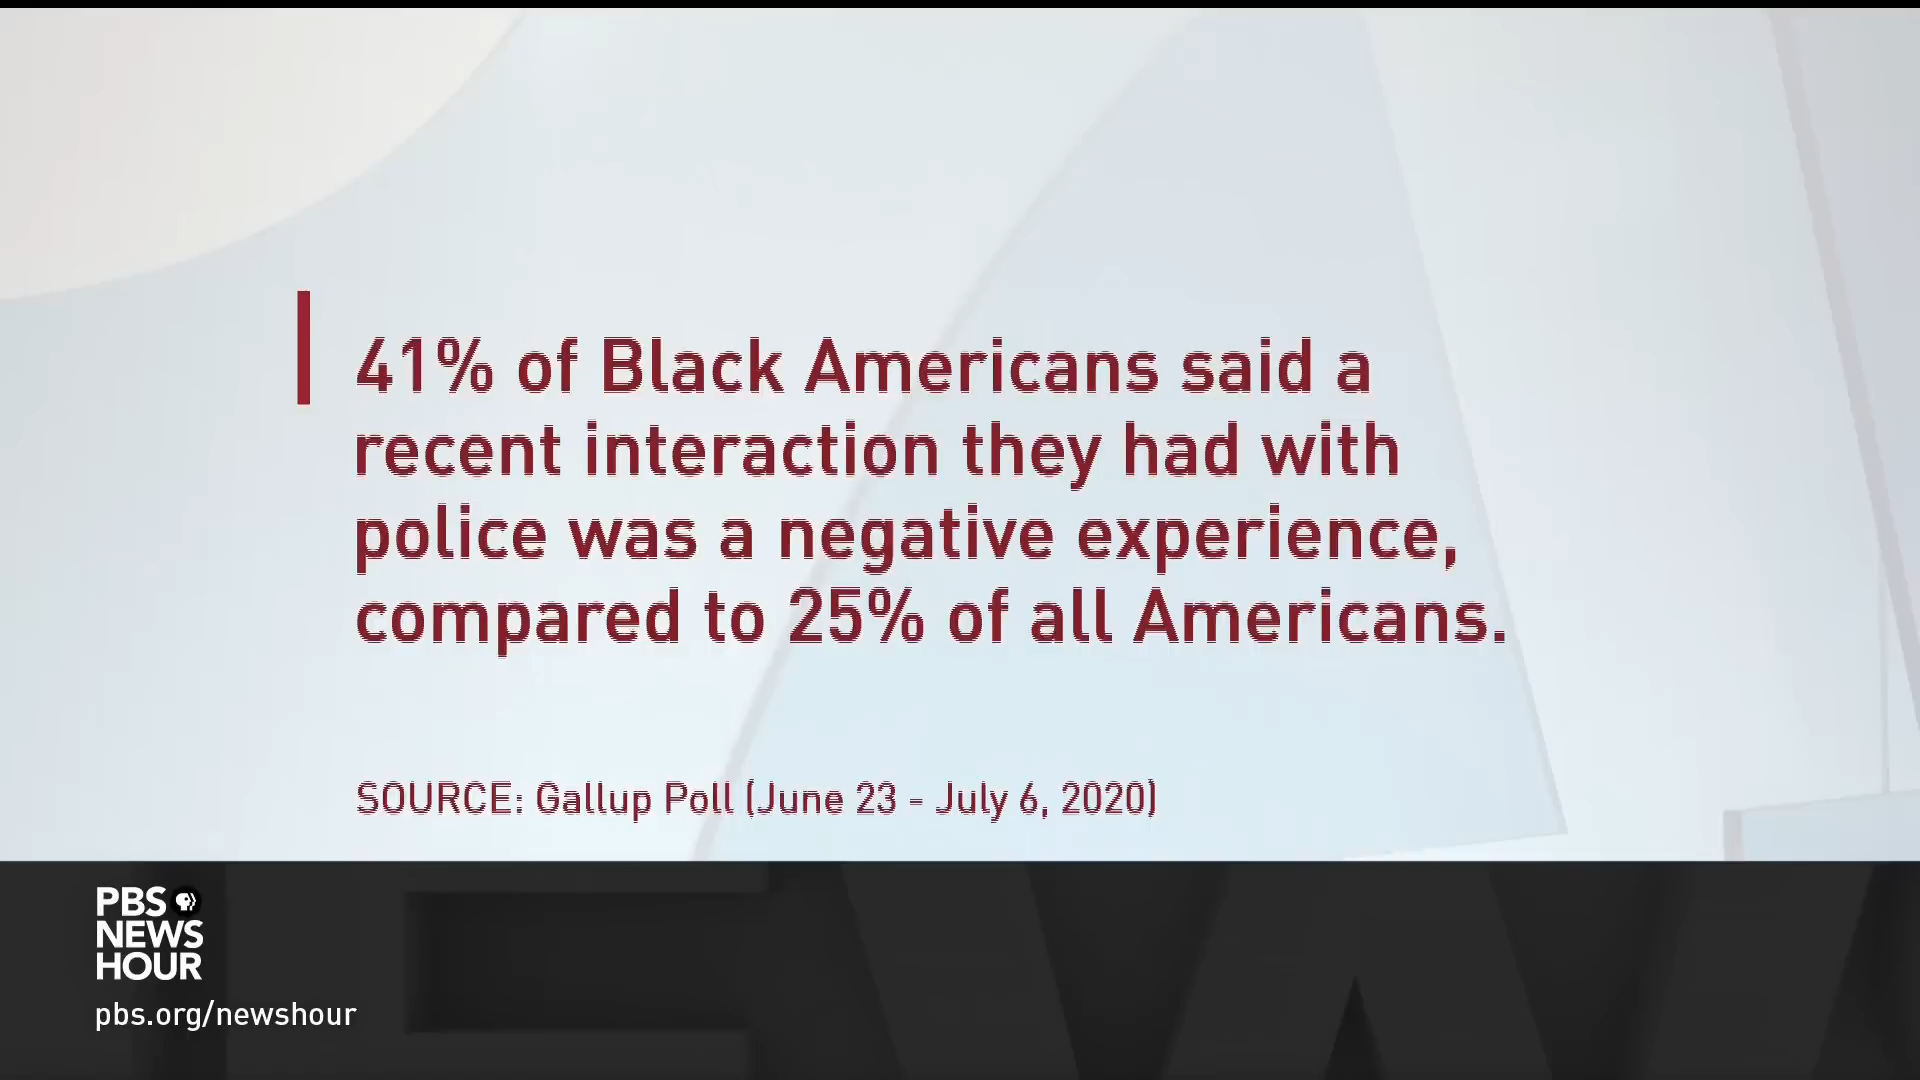 41% of Black Americans said a
recent interaction they had with
police was a negative experience,
compared to 25% of all Americans.
SOURCE: Gallup Poll (June 23 - July 6, 2020)
PBS
NEWS
HOUR
pbs.org/newshour